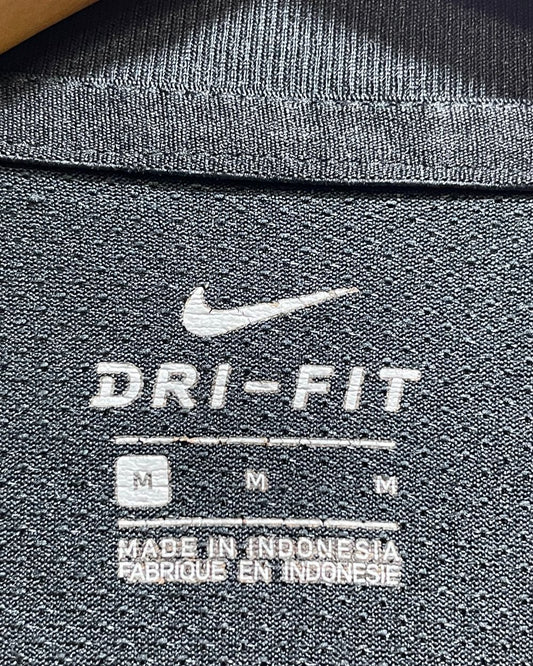 DRI-FIT
M M M
MADE IN INDONESIA
FABRIQUE EN INDONESIE